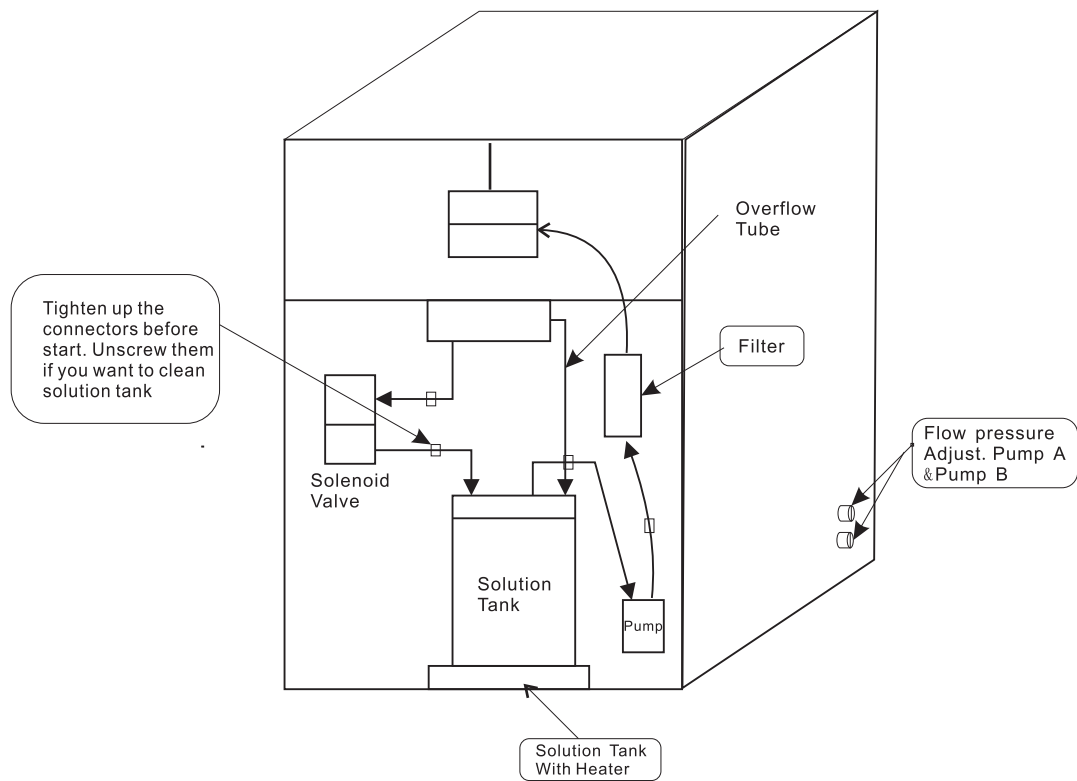 Overflow
Tube
Tighten up the
connectors before
start. Unscrew them
if you want to clean
solution tank
Filter
Flow pressure
Adjust. Pump A
&Pump B
Solenoid
Valve
Solution
Tank
Pump
Solution Tank
With Heater